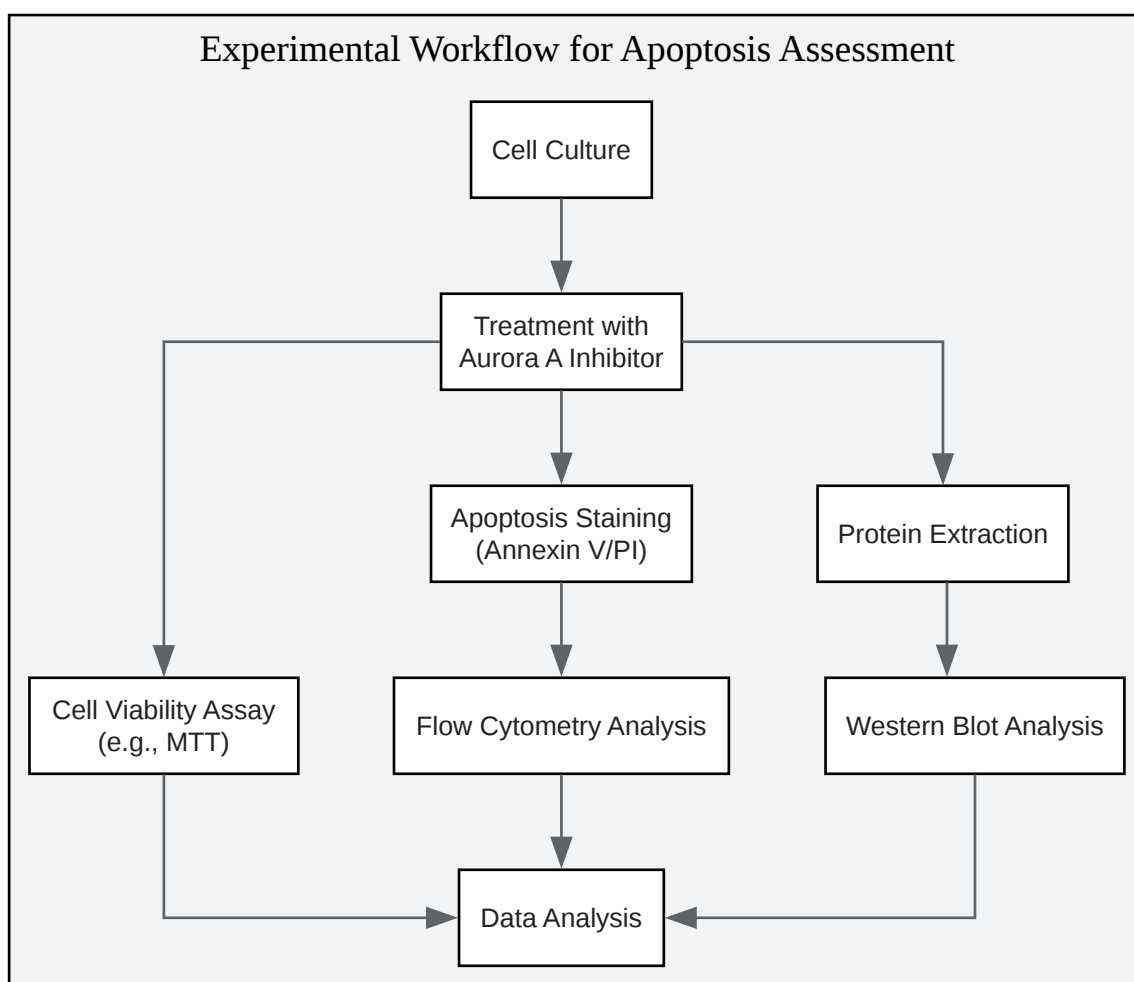 Experimental Workflow for Apoptosis Assessment
Cell Culture
Treatment with
Aurora A Inhibitor
Apoptosis Staining
(Annexin V/PI)
Protein Extraction
Cell Viability Assay
(e.g., MTT)
Flow Cytometry Analysis
Western Blot Analysis
Data Analysis